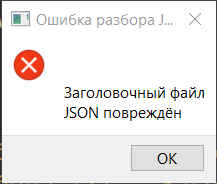 Ошибка разбора J...
Заголовочный файл
JSON повреждён
OK